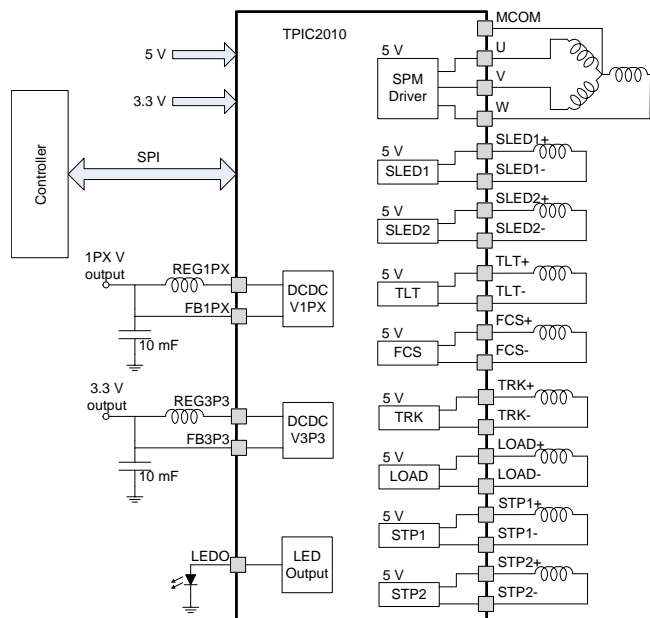 TPIC2010
MCOM
5 V
5 V
U
V
W
SPM
Driver
3.3 V
Controller
SPI
5 V
SLED1
SLED1+
SLED1-
5 V
SLED2
SLED2+
SLED2-
1PX V
output
REG1PX
FB1PX
DCDC
V1PX
10 mF
5 V
TLT
TLT+
TLT-
5 V
FCS
FCS+
FCS-
3.3 V
output
REG3P3
FB3P3
DCDC
V3P3
10 mF
5 V
TRK
TRK+
TRK-
5 V
LOAD
LOAD+
LOAD-
5 V
STP1
STP1+
STP1-
LEDO
LED
Output
5 V
STP2
STP2+
STP2-